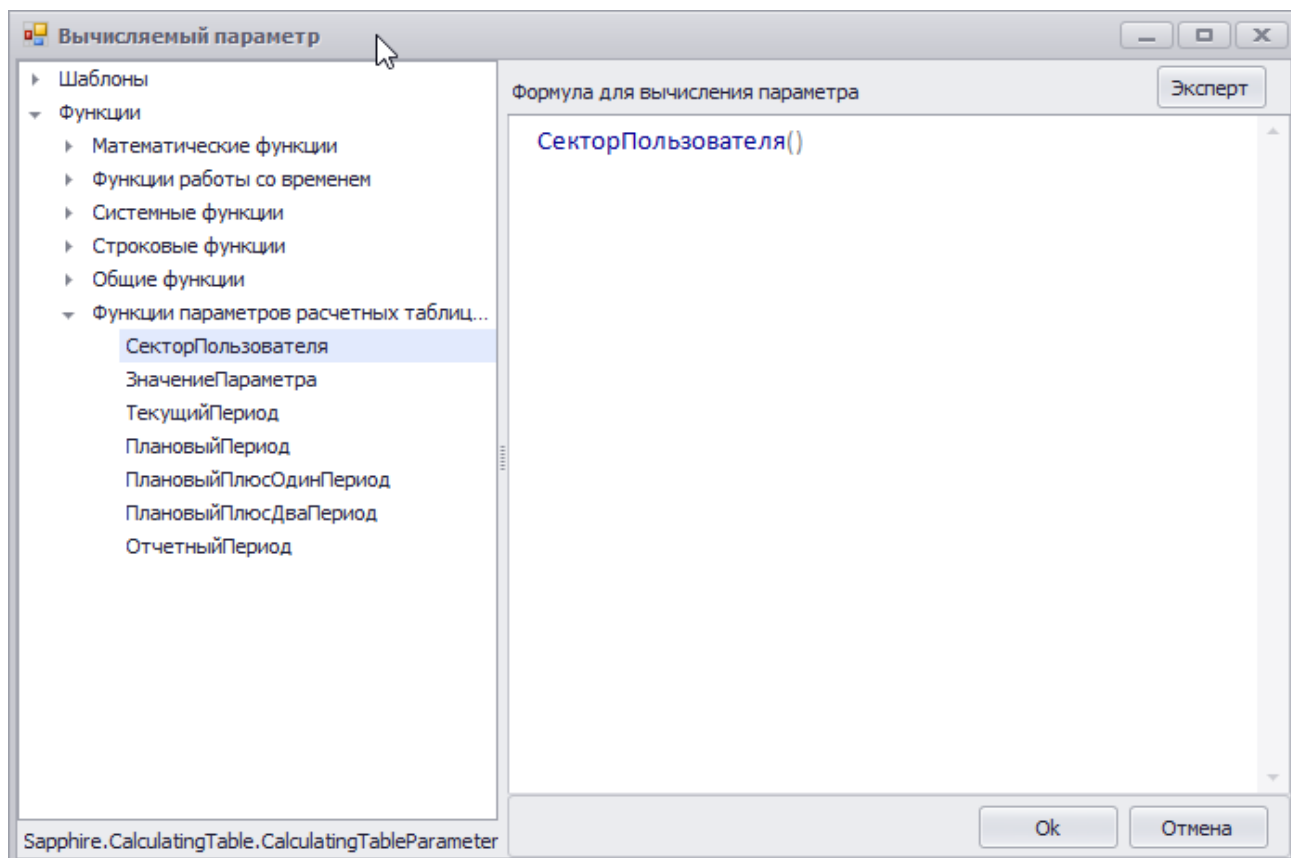 Вычисляемый параметр
Шаблоны
Функции
Математические функции
Функции работы со временем
Системные функции
Строковые функции
Общие функции
Функции параметров расчетных таблиц...
СекторПользователя
ЗначениеПараметра
ТекущийПериод
ПлановыйПериод
ПлановыйПлюсОдинПериод
ПлановыйПлюсДваПериод
ОтчетныйПериод
Sapphire.CalculatingTable.CalculatingTableParameter
Формула для вычисления параметра
Эксперт
СекторПользователя()
Ok
Отмена